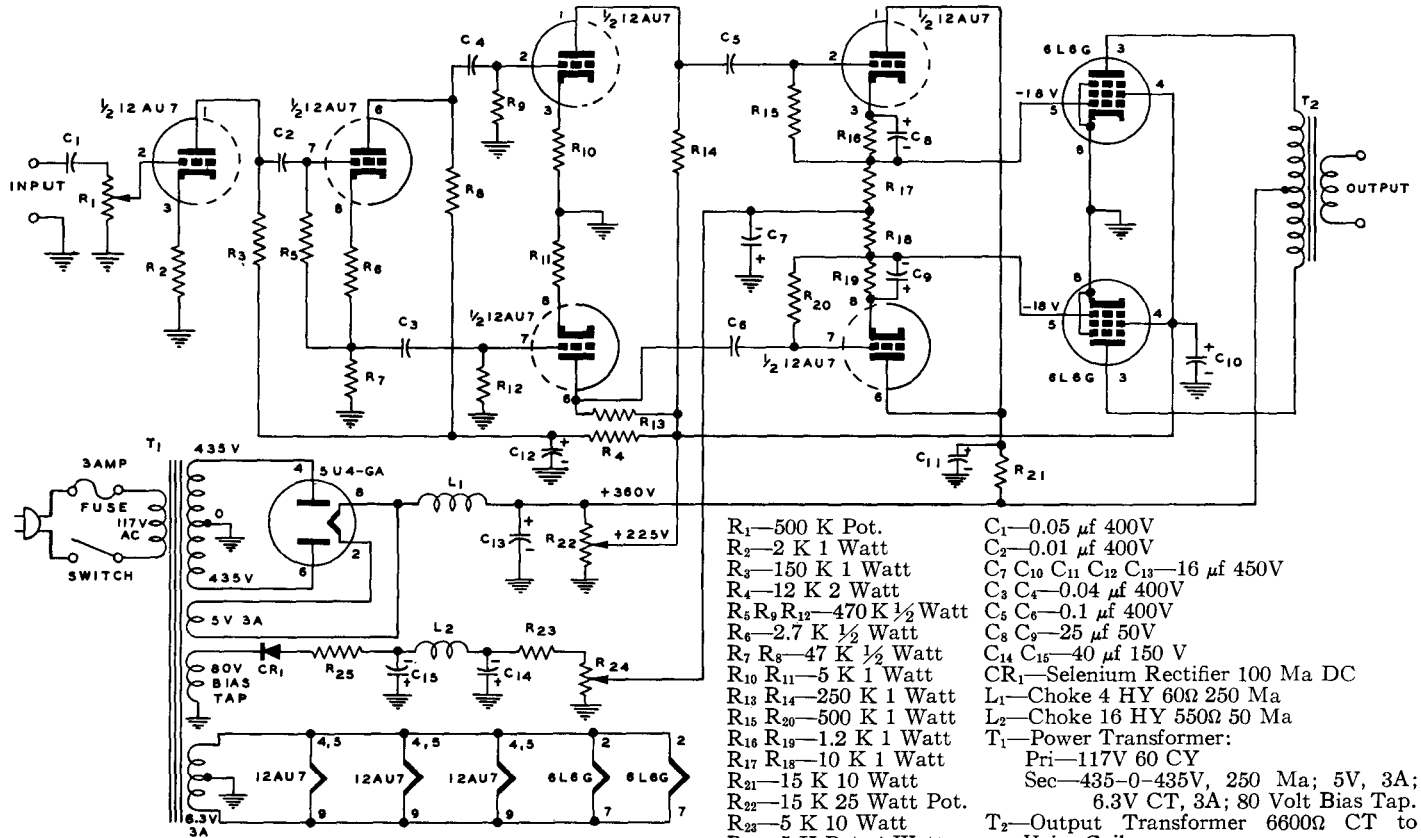 1
½ 12AU7
C4
2
R9
3
R10
R11
8
½ 12AU7
7
6
C3
R12
R13
R4
C12
R14
C5
1
½ 12AU7
2
3
R15
R16
C8
R17
C7
R18
R19
C9
R20
8
C6
7
½ 12AU7
6
C11
R21
6L6G
3
4
-18V
5
8
T2
OUTPUT
8
-18V
5
4
6L6G
3
C10
½ 12AU7
1
C1
2
INPUT
R1
3
R2
R3
C2
½ 12AU7
6
7
8
R5
R6
R7
R8
T1
435V
4
5U4-GA
8
3AMP
FUSE
117V
AC
SWITCH
0
435V
6
2
5V 3A
L1
+360V
C13
R22
+225V
80V
BIAS
TAP
CR1
R25
L2
C15
C14
R23
R24
4,5
4,5
4,5
2
2
12AU7
12AU7
12AU7
6L6G
6L6G
9
9
9
7
7
6.3V
3A
R1—500 K Pot.
R2—2 K 1 Watt
R3—150 K 1 Watt
R4—12 K 2 Watt
R5 R9 R12—470 K ½ Watt
R6—2.7 K ½ Watt
R7 R8—47 K ½ Watt
R10 R11—5 K 1 Watt
R13 R14—250 K 1 Watt
R15 R20—500 K 1 Watt
R16 R19—1.2 K 1 Watt
R17 R18—10 K 1 Watt
R21—15 K 10 Watt
R22—15 K 25 Watt Pot.
R23—5 K 10 Watt
C1—0.05 µf 400V
C2—0.01 µf 400V
C7 C10 C11 C12 C13—16 µf 450V
C3 C4—0.04 µf 400V
C5 C6—0.1 µf 400V
C8 C9—25 µf 50V
C14 C15—40 µf 150 V
CR1—Selenium Rectifier 100 Ma DC
L1—Choke 4 HY 60Ω 250 Ma
L2—Choke 16 HY 550Ω 50 Ma
T1—Power Transformer:
Pri—117V 60 CY
Sec—435-0-435V, 250 Ma; 5V, 3A;
6.3V CT, 3A; 80 Volt Bias Tap.
T2—Output Transformer 6600Ω CT to